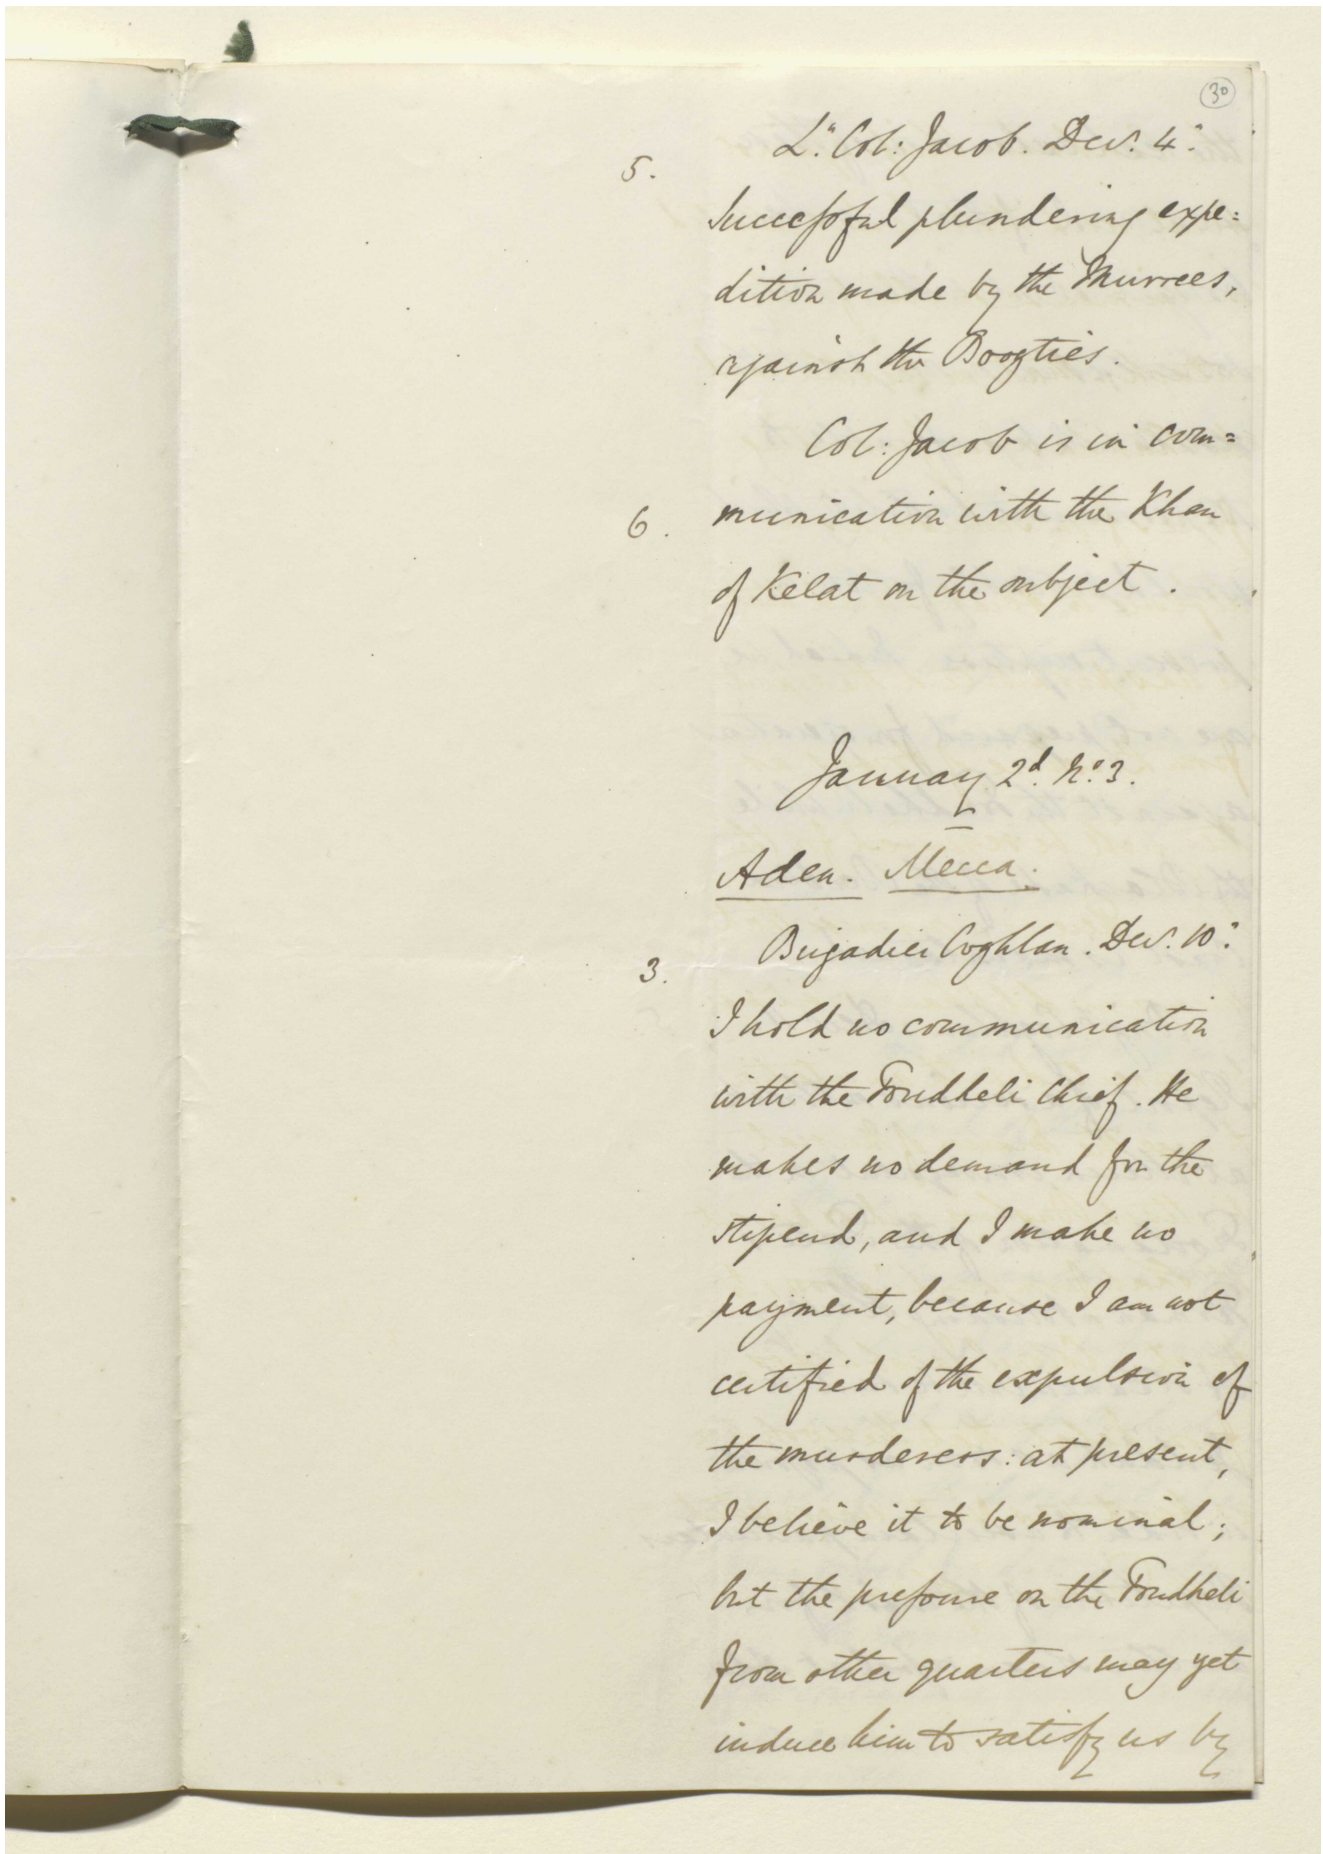 30
Lt. Col: Jacob. Decr. 4.
5.
Successful plundering expe=
dition made by the Murrees,
against the Boogties.
Col: Jacob is in com=
6. munication with the Khan
of Kelat on the subject.
January 2d. No. 3.
Aden. Mecca.
Brigadier Coghlan. Decr. 10.
3.
I hold no communication
with the Foudheli Chief. He
makes no demand for the
stipend, and I make no
payment, because I am not
certified of the expulsion of
the murderers: at present,
I believe it to be nominal;
but the pressure on the Foudheli
from other quarters may yet
induce him to satisfy us by